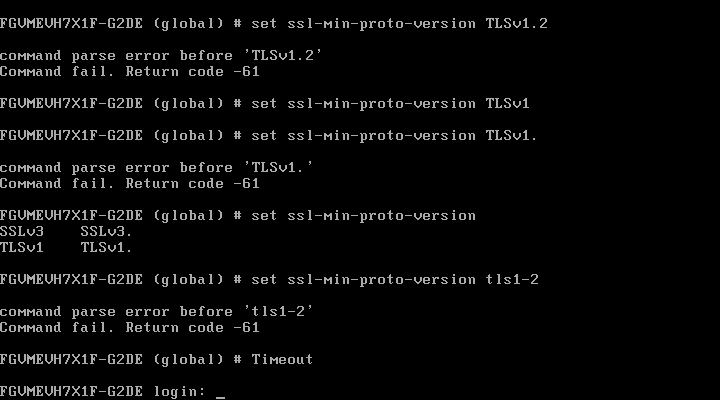 FGVMEVH7X1F-G2DE (global) # set ssl-min-proto-version TLSv1.2
command parse error before 'TLSv1.2'
Command fail. Return code -61
FGVMEVH7X1F-G2DE (global) # set ssl-min-proto-version TLSv1
FGVMEVH7X1F-G2DE (global) # set ssl-min-proto-version TLSv1.
command parse error before 'TLSv1.'
Command fail. Return code -61
FGVMEVH7X1F-G2DE (global) # set ssl-min-proto-version
SSLv3    SSLv3.
TLSv1    TLSv1.
FGVMEVH7X1F-G2DE (global) # set ssl-min-proto-version tls1-2
command parse error before 'tls1-2'
Command fail. Return code -61
FGVMEVH7X1F-G2DE (global) # Timeout
FGVMEVH7X1F-G2DE login: _